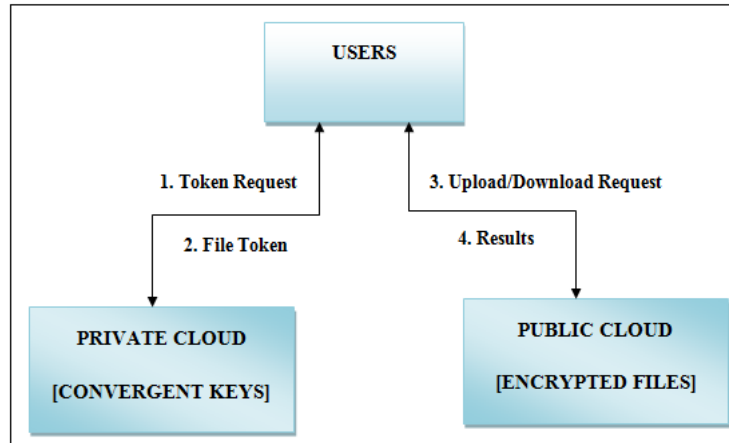 USERS
1. Token Request
3. Upload/Download Request
2. File Token
4. Results
PRIVATE CLOUD
[CONVERGENT KEYS]
PUBLIC CLOUD
[ENCRYPTED FILES]